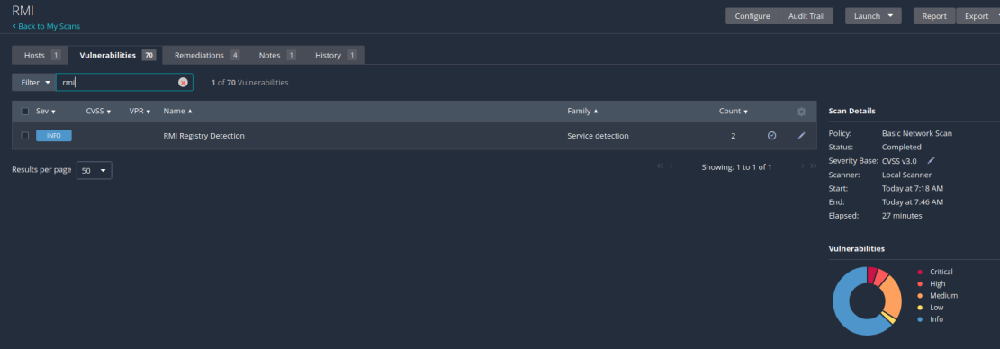 RMI
Back to My Scans
Configure
Audit Trail
Launch
Report
Export
Hosts 1
Vulnerabilities 70
Remediations 4
Notes 1
History 1
Filter
rmi
1 of 70 Vulnerabilities
Sev CVSS VPR Name Family Count
INFO RMI Registry Detection Service detection 2
Results per page 50
Showing: 1 to 1 of 1
Scan Details
Policy: Basic Network Scan
Status: Completed
Severity Base: CVSS v3.0
Scanner: Local Scanner
Start: Today at 7:18 AM
End: Today at 7:46 AM
Elapsed: 27 minutes
Vulnerabilities
Critical
High
Medium
Low
Info